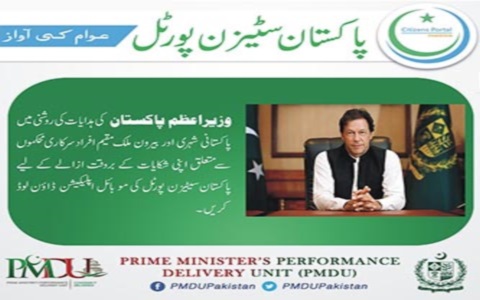 عوام کی آواز
پاکستان سٹیزن پورٹل
Citizens Portal
وزیراعظم پاکستان کی ہدایات کی روشنی میں
پاکستانی شہری اور بیرون ملک مقیم افراد سرکاری محکموں
سے متعلق اپنی شکایات کے بروقت ازالے کے لیے
پاکستان سیٹیزن پورٹل کی موبائل اپلیکیشن ڈاؤن لوڈ
کریں۔
PMDU
PRIME MINISTER'S PERFORMANCE
DELIVERY UNIT (PMDU)
PMDUPakistan
PMDUPakistan